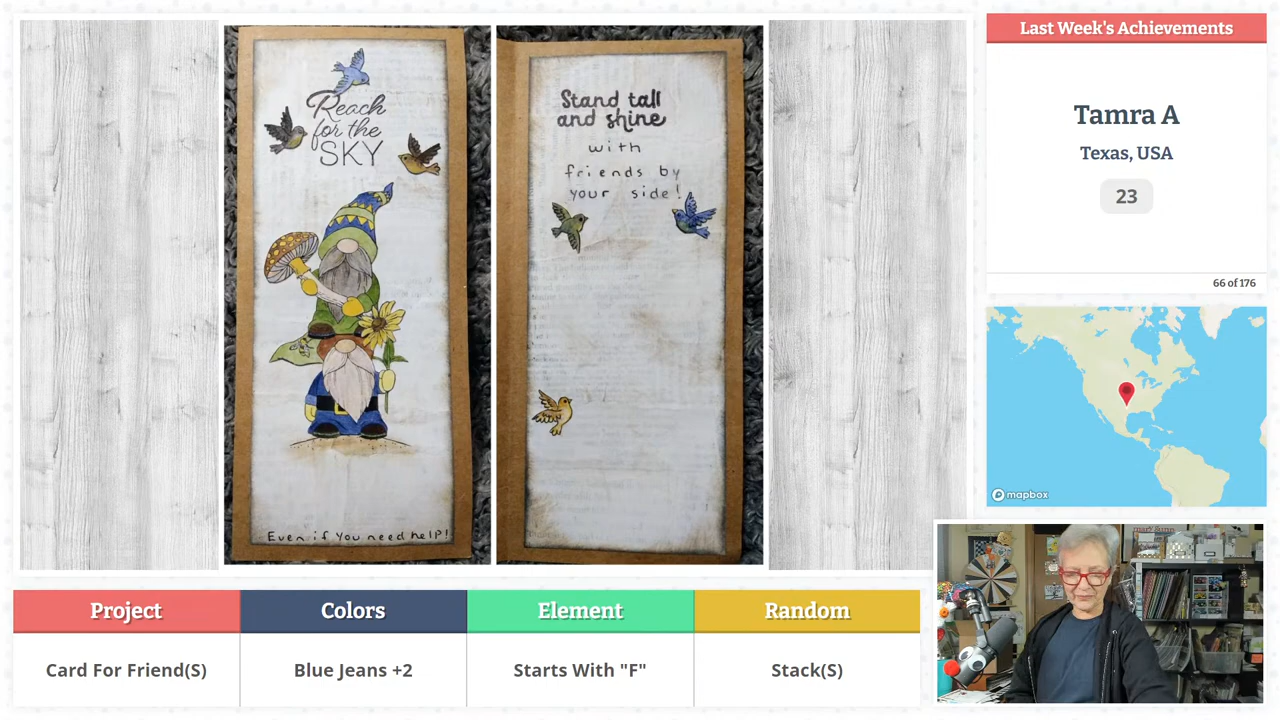 Last Week's Achievements
Tamra A
Texas, USA
23
66 of 176
Reach
for the
SKY
Even if you need help!
Stand tall
and shine
with
friends by
your side!
mapbox
Project
Colors
Element
Random
Card For Friend(S)
Blue Jeans +2
Starts With "F"
Stack(S)